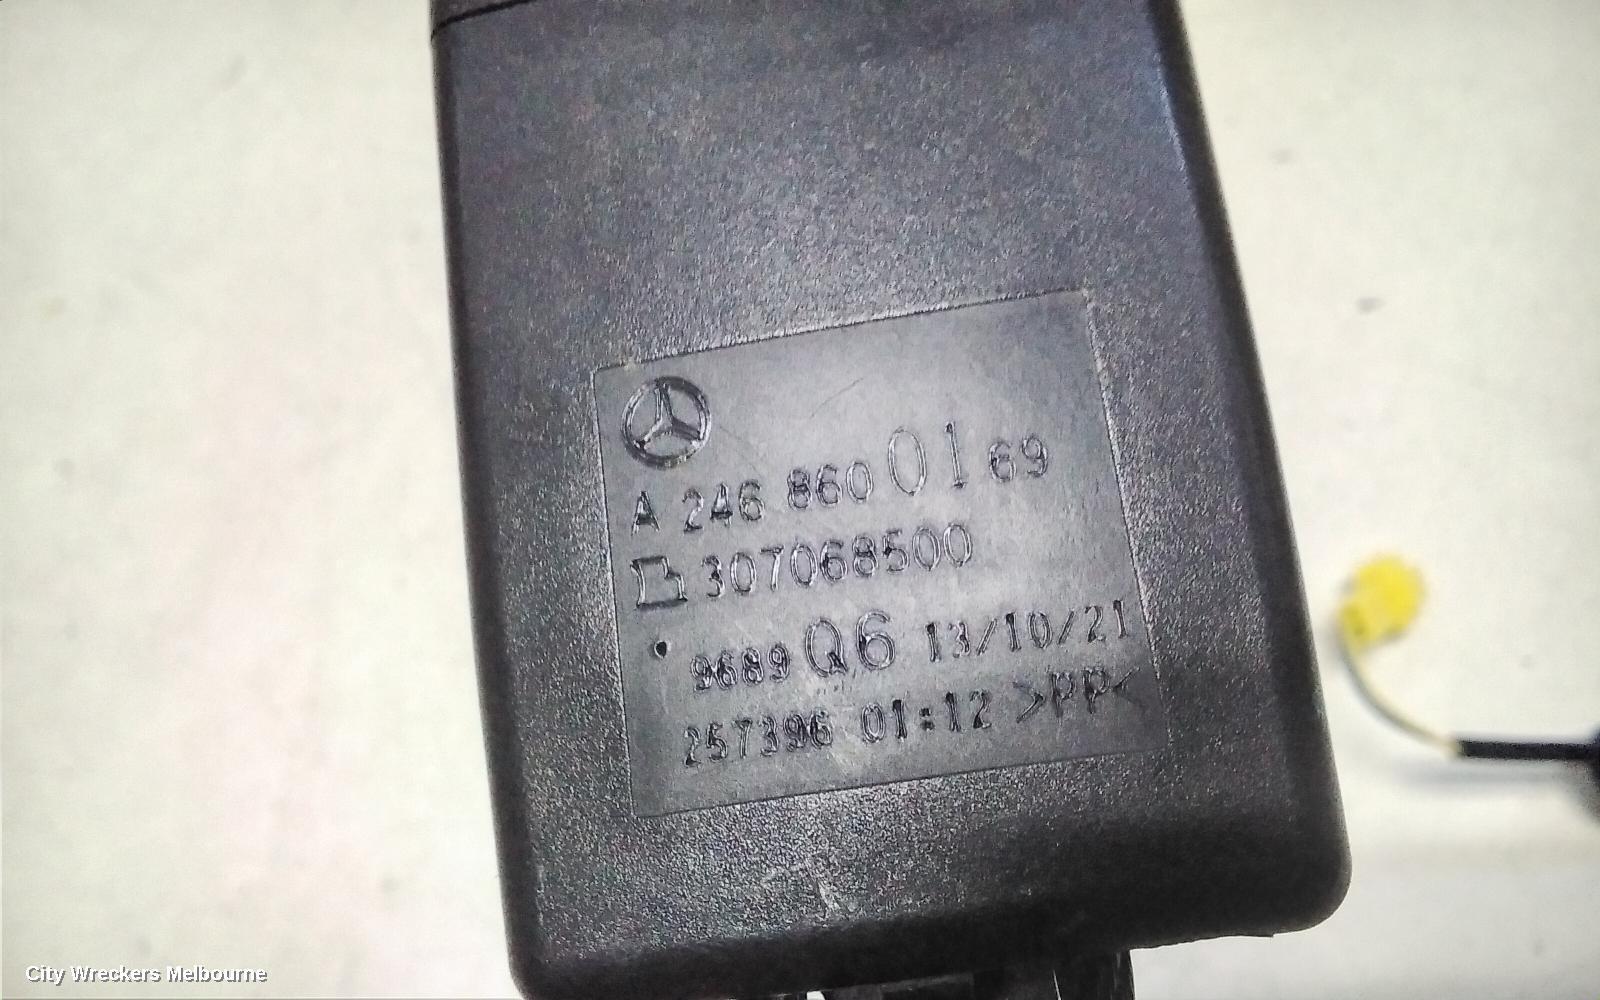 A 246 860 01 69
307068500
9689 Q6 13/10/21
257396 01:12 >PP<
City Wreckers Melbourne